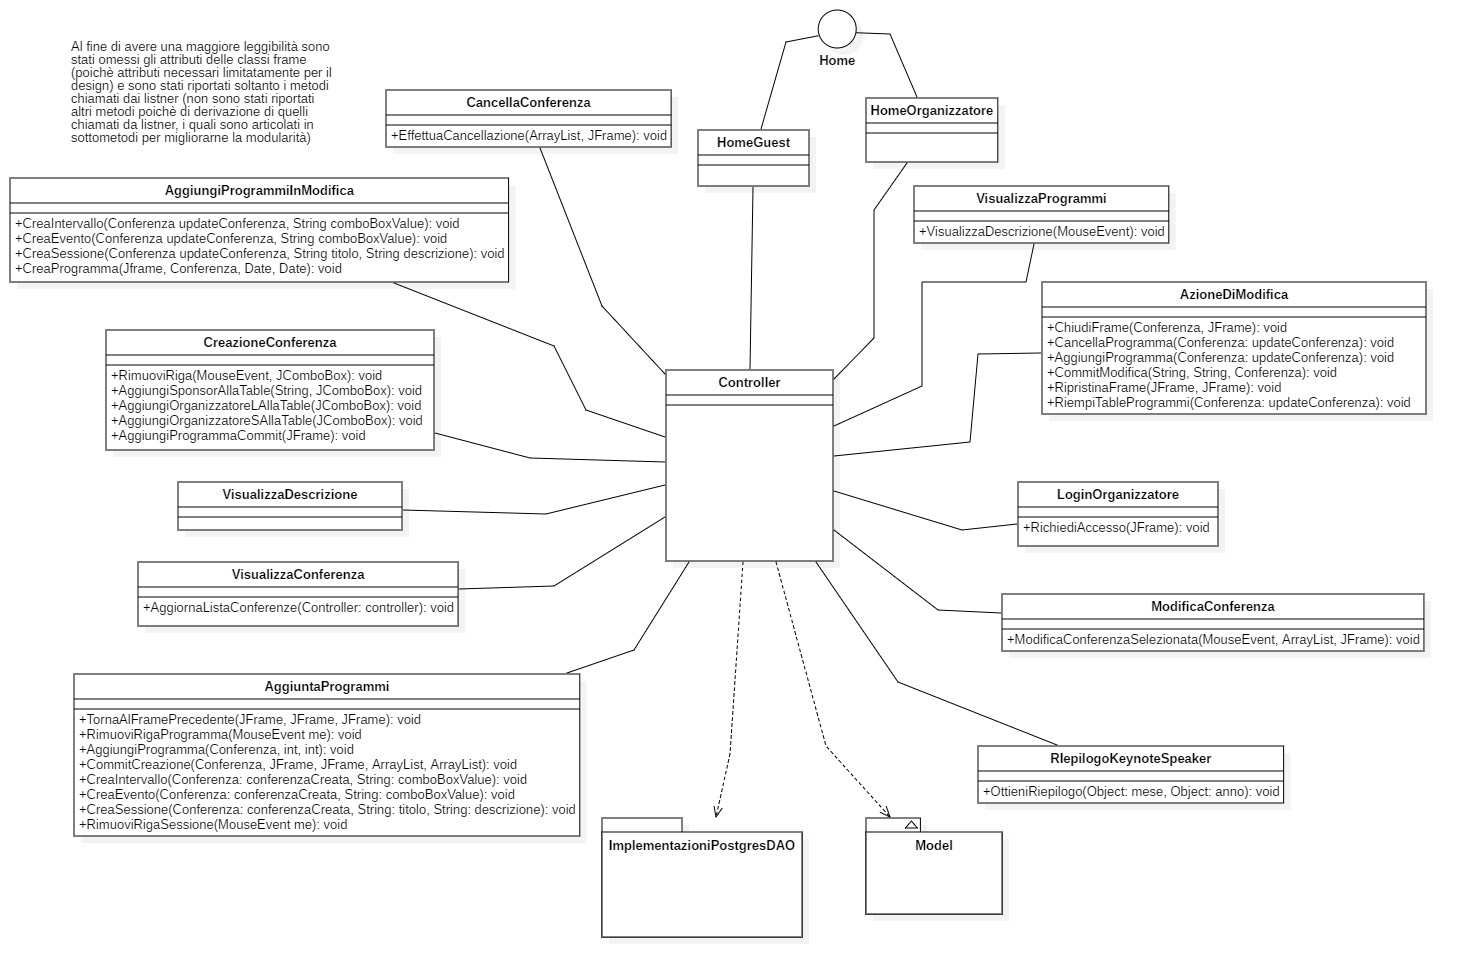 Al fine di avere una maggiore leggibilità sono
stati omessi gli attributi delle classi frame
(poichè attributi necessari limitatamente per il
design) e sono stati riportati soltanto i metodi
chiamati dai listner (non sono stati riportati
altri metodi poichè di derivazione di quelli
chiamati da listner, i quali sono articolati in
sottometodi per migliorarne la modularità)
Home
CancellaConferenza
+EffettuaCancellazione(ArrayList, JFrame): void
HomeGuest
HomeOrganizzatore
AggiungiProgrammiInModifica
+CreaIntervallo(Conferenza updateConferenza, String comboBoxValue): void
+CreaEvento(Conferenza updateConferenza, String comboBoxValue): void
+CreaSessione(Conferenza updateConferenza, String titolo, String descrizione): void
+CreaProgramma(Jframe, Conferenza, Date, Date): void
VisualizzaProgrammi
+VisualizzaDescrizione(MouseEvent): void
AzioneDiModifica
+ChiudiFrame(Conferenza, JFrame): void
+CancellaProgramma(Conferenza: updateConferenza): void
+AggiungiProgramma(Conferenza: updateConferenza): void
+CommitModifica(String, String, Conferenza): void
+RipristinaFrame(JFrame, JFrame): void
+RiempiTableProgrammi(Conferenza: updateConferenza): void
CreazioneConferenza
+RimuoviRiga(MouseEvent, JComboBox): void
+AggiungiSponsorAllaTable(String, JComboBox): void
+AggiungiOrganizzatoreLAllaTable(JComboBox): void
+AggiungiOrganizzatoreSAllaTable(JComboBox): void
+AggiungiProgrammaCommit(JFrame): void
Controller
VisualizzaDescrizione
LoginOrganizzatore
+RichiediAccesso(JFrame): void
VisualizzaConferenza
+AggiornaListaConferenze(Controller: controller): void
ModificaConferenza
+ModificaConferenzaSelezionata(MouseEvent, ArrayList, JFrame): void
AggiuntaProgrammi
+TornaAlFramePrecedente(JFrame, JFrame, JFrame): void
+RimuoviRigaProgramma(MouseEvent me): void
+AggiungiProgramma(Conferenza, int, int): void
+CommitCreazione(Conferenza, JFrame, JFrame, ArrayList, ArrayList): void
+CreaIntervallo(Conferenza: conferenzaCreata, String: comboBoxValue): void
+CreaEvento(Conferenza: conferenzaCreata, String: comboBoxValue): void
+CreaSessione(Conferenza: conferenzaCreata, String: titolo, String: descrizione): void
+RimuoviRigaSessione(MouseEvent me): void
RIepilogoKeynoteSpeaker
+OttieniRiepilogo(Object: mese, Object: anno): void
ImplementazioniPostgresDAO
Model